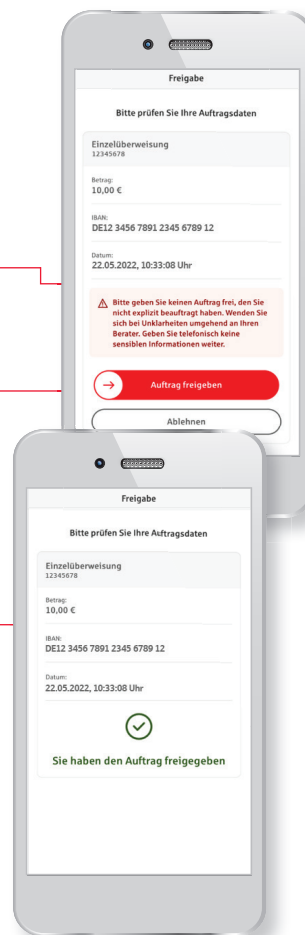 Freigabe
Bitte prüfen Sie Ihre Auftragsdaten
Einzelüberweisung
12345678
Betrag:
10,00 €
IBAN:
DE12 3456 7891 2345 6789 12
Datum:
22.05.2022, 10:33:08 Uhr
Bitte geben Sie keinen Auftrag frei, den Sie
nicht explizit beauftragt haben. Wenden Sie
sich bei Unklarheiten umgehend an Ihren
Berater. Geben Sie telefonisch keine
sensiblen Informationen weiter.
Auftrag freigeben
Ablehnen
Freigabe
Bitte prüfen Sie Ihre Auftragsdaten
Einzelüberweisung
12345678
Betrag:
10,00 €
IBAN:
DE12 3456 7891 2345 6789 12
Datum:
22.05.2022, 10:33:08 Uhr
Sie haben den Auftrag freigegeben